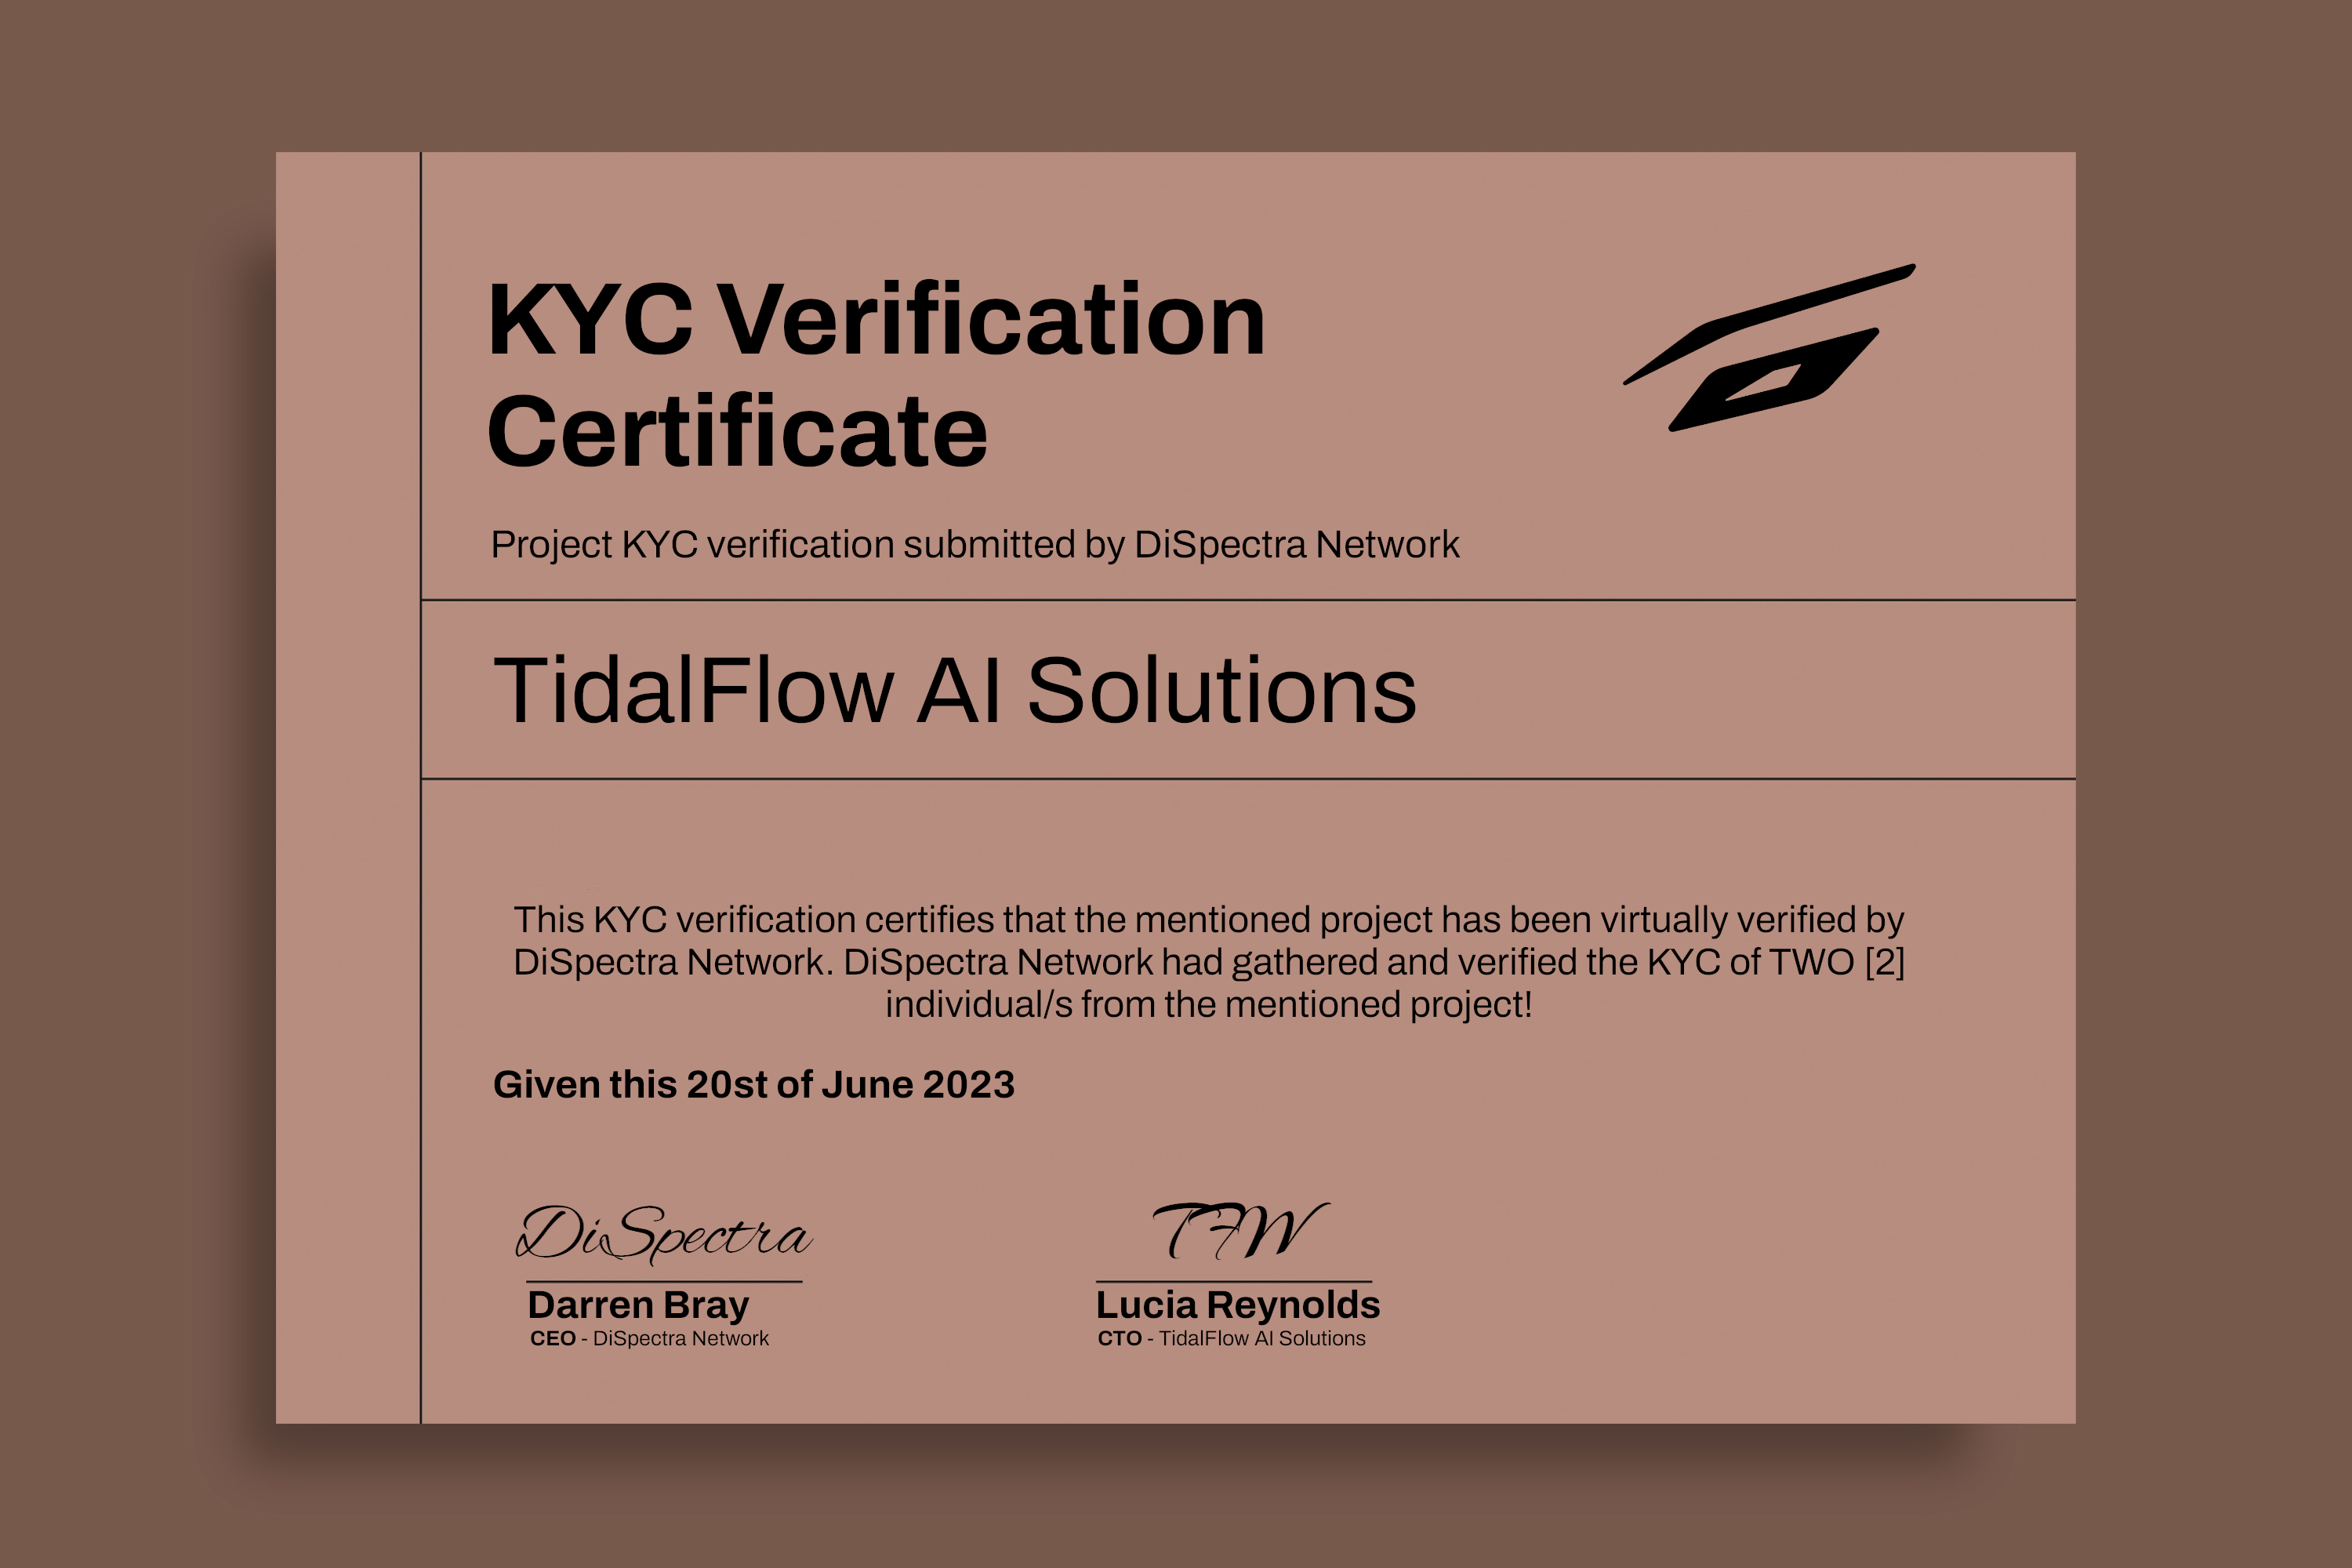 KYC Verification
Certificate
Project KYC verification submitted by DiSpectra Network
TidalFlow AI Solutions
This KYC verification certifies that the mentioned project has been virtually verified by
DiSpectra Network. DiSpectra Network had gathered and verified the KYC of TWO [2]
individual/s from the mentioned project!
Given this 20st of June 2023
DiSpectra
TFW
Darren Bray
Lucia Reynolds
CEO - DiSpectra Network
CTO - TidalFlow AI Solutions